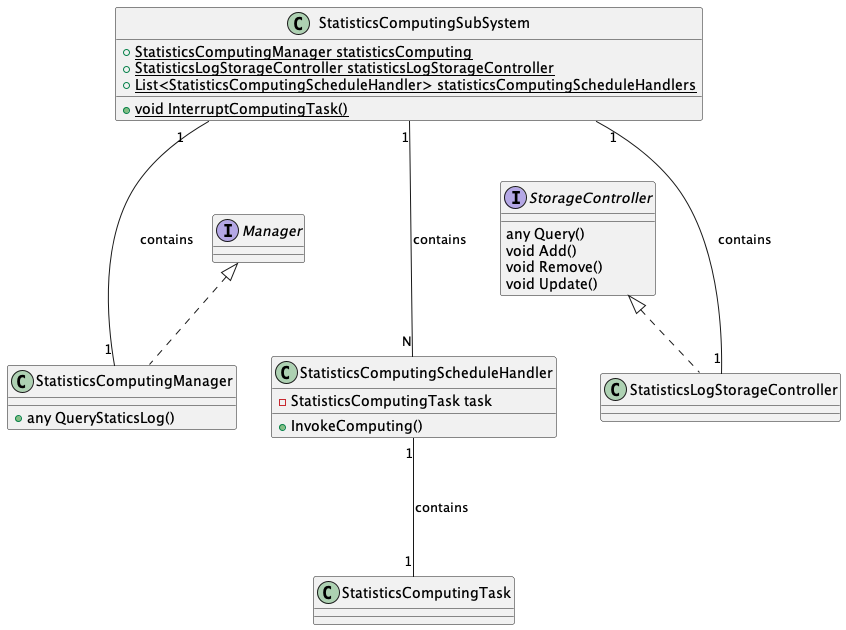 C StatisticsComputingSubSystem
StatisticsComputingManager statisticsComputing
StatisticsLogStorageController statisticsLogStorageController
List<StatisticsComputingScheduleHandler> statisticsComputingScheduleHandlers
void InterruptComputingTask()
1
1
1
I StorageController
any Query()
void Add()
void Remove()
void Update()
I Manager
contains
contains
contains
1
N
1
C StatisticsComputingManager
any QueryStaticsLog()
C StatisticsComputingScheduleHandler
StatisticsComputingTask task
InvokeComputing()
C StatisticsLogStorageController
1
contains
1
C StatisticsComputingTask